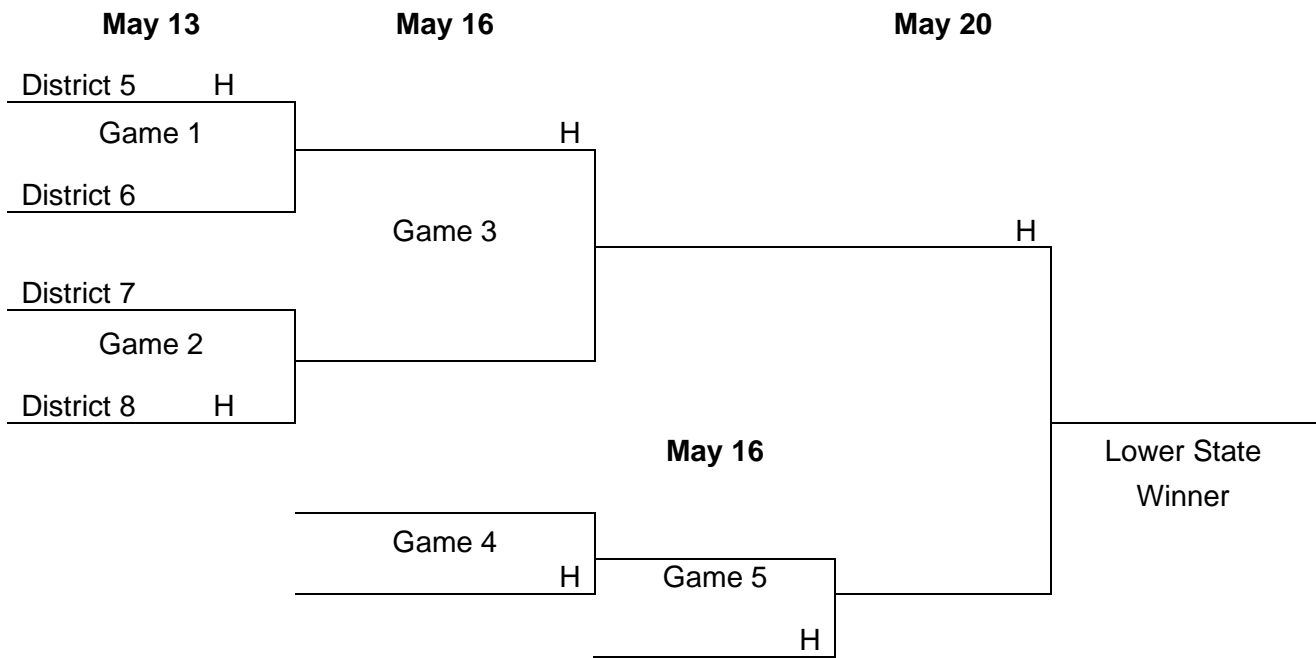 May 13 May 16 May 20
District 5 H
Game 1 H
District 6
Game 3 H
District 7
Game 2
District 8 H
May 16 Lower State
Winner
Game 4
H Game 5
H